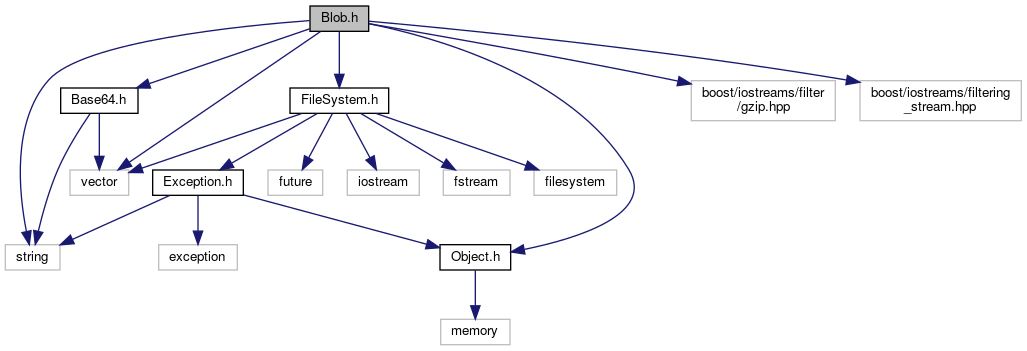 Blob.h
Base64.h
FileSystem.h
boost/iostreams/filter
/gzip.hpp
boost/iostreams/filtering
_stream.hpp
vector
Exception.h
future
iostream
fstream
filesystem
string
exception
Object.h
memory